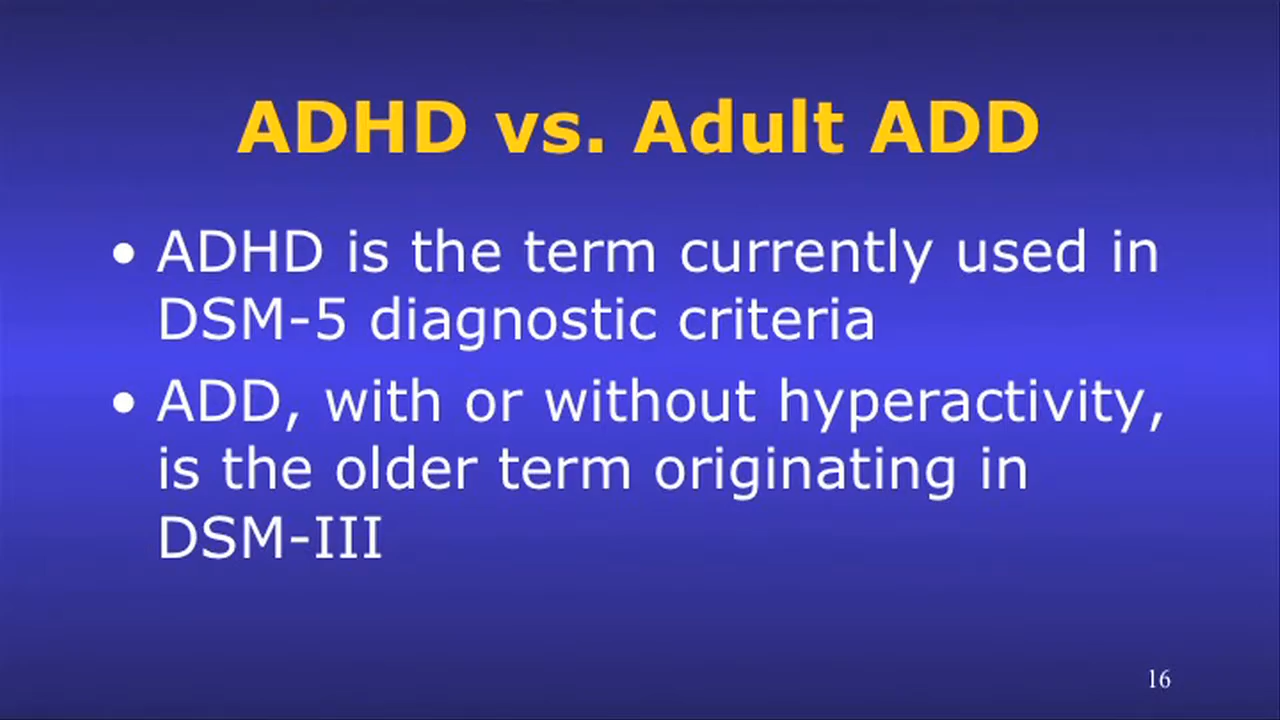 ADHD vs. Adult ADD
• ADHD is the term currently used in
DSM-5 diagnostic criteria
• ADD, with or without hyperactivity,
is the older term originating in
DSM-III
16